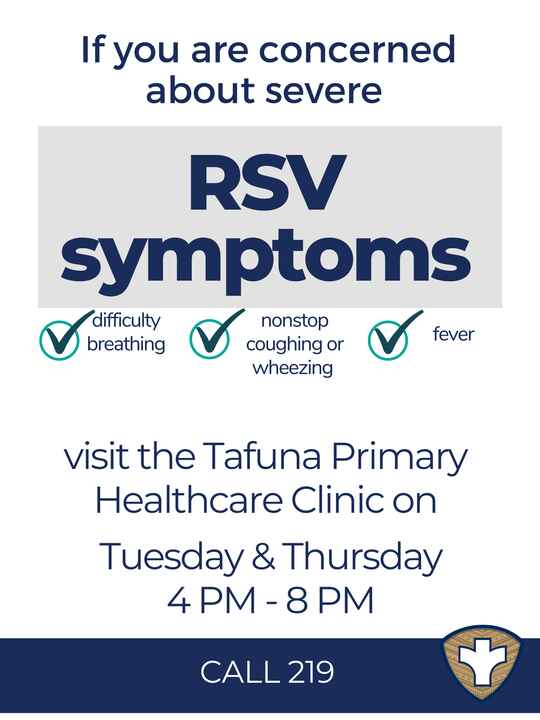 If you are concerned
about severe
RSV
symptoms
difficulty
breathing
nonstop
coughing or
wheezing
fever
visit the Tafuna Primary
Healthcare Clinic on
Tuesday & Thursday
4 PM - 8 PM
CALL 219